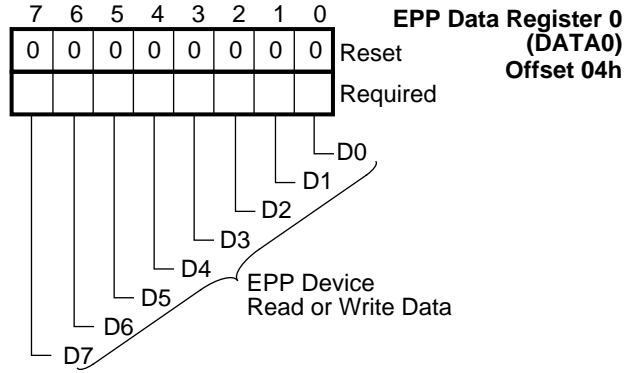 7 6 5 4 3 2 1 0
EPP Data Register 0
(DATA0)
Offset 04h
0 0 0 0 0 0 0 0 Reset
Required
D0
D1
D2
D3
D4
D5
D6
D7
EPP Device
Read or Write Data